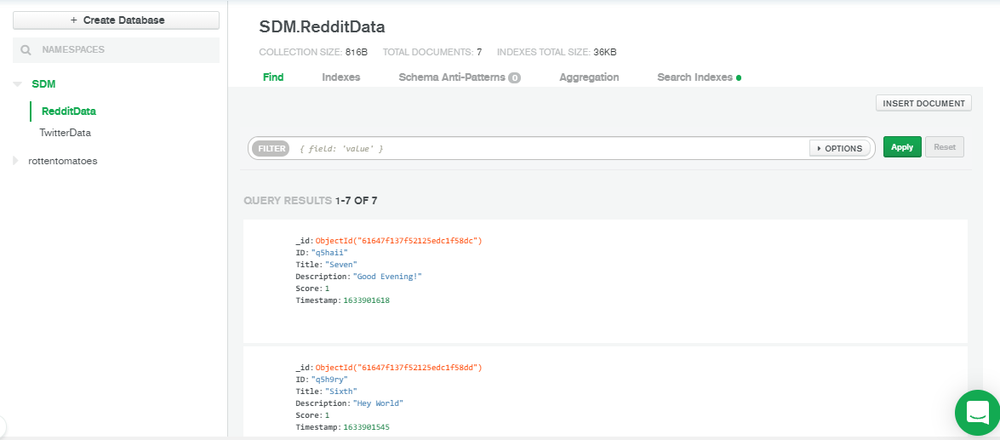 + Create Database
NAMESPACES
SDM
RedditData
TwitterData
rottentomatoes
SDM.RedditData
COLLECTION SIZE: 816B TOTAL DOCUMENTS: 7 INDEXES TOTAL SIZE: 36KB
Find Indexes Schema Anti-Patterns 0 Aggregation Search Indexes
INSERT DOCUMENT
FILTER { field: 'value' } OPTIONS Apply Reset
QUERY RESULTS 1-7 OF 7
_id: ObjectId("61647f137f52125edc1f58dc")
ID: "q5haii"
Title: "Seven"
Description: "Good Evening!"
Score: 1
Timestamp: 1633901618
_id: ObjectId("61647f137f52125edc1f58dd")
ID: "q5h9ry"
Title: "Sixth"
Description: "Hey World"
Score: 1
Timestamp: 1633901545